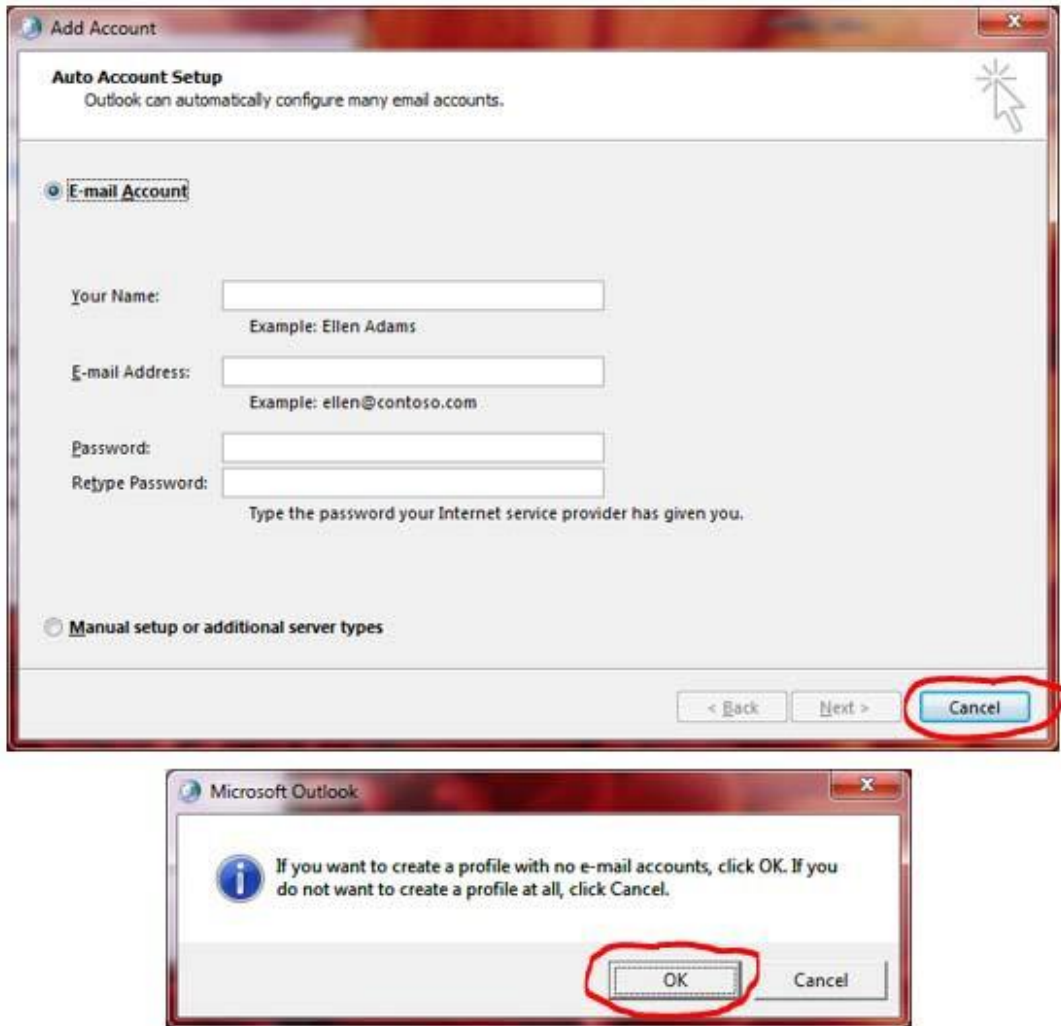 Add Account
Auto Account Setup
Outlook can automatically configure many email accounts.
E-mail Account
Your Name:
Example: Ellen Adams
E-mail Address:
Example: ellen@contoso.com
Password:
Retype Password:
Type the password your Internet service provider has given you.
Manual setup or additional server types
< Back Next > Cancel
Microsoft Outlook
If you want to create a profile with no e-mail accounts, click OK. If you
do not want to create a profile at all, click Cancel.
OK Cancel